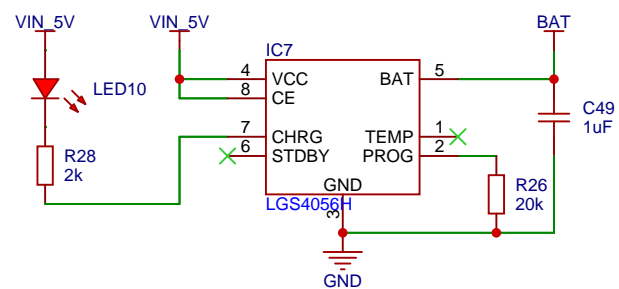 VIN_5V
VIN_5V
BAT
IC7
LED10
4 VCC
8 CE
7 CHRG
6 STDBY
BAT 5
TEMP 1
PROG 2
GND
3
LGS4056H
R28
2k
C49
1uF
R26
20k
GND